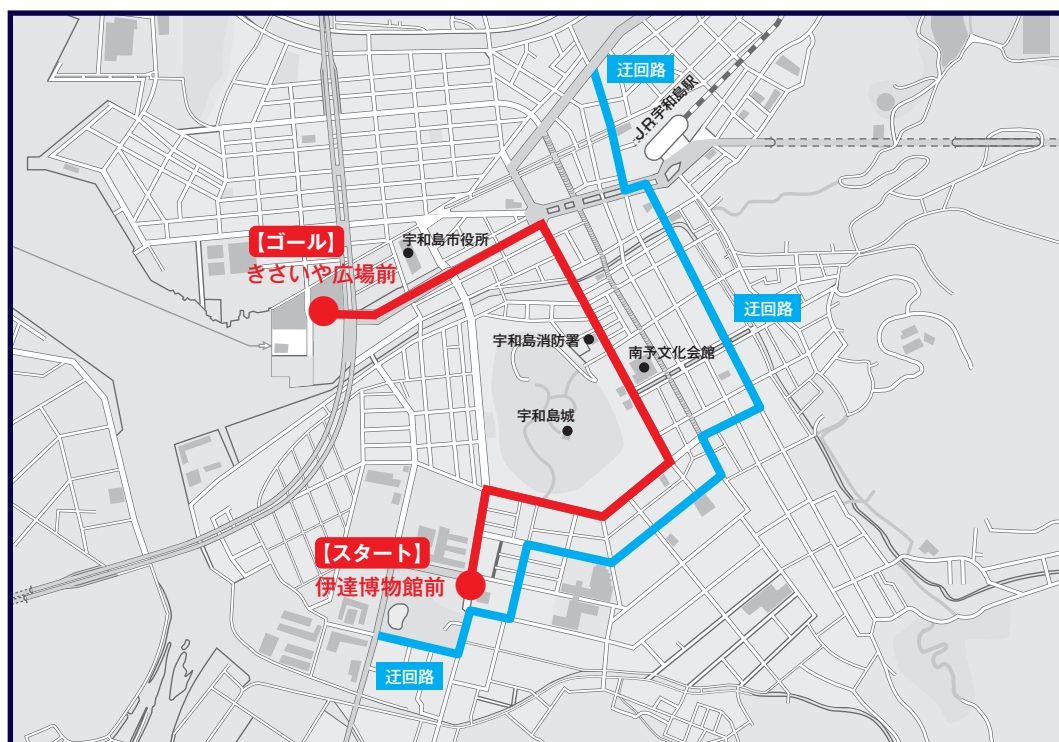 迂回路
J.R.宇和島駅
【ゴール】
きさいや広場前
宇和島市役所
迂回路
宇和島消防署
南予文化会館
宇和島城
【スタート】
伊達博物館前
迂回路